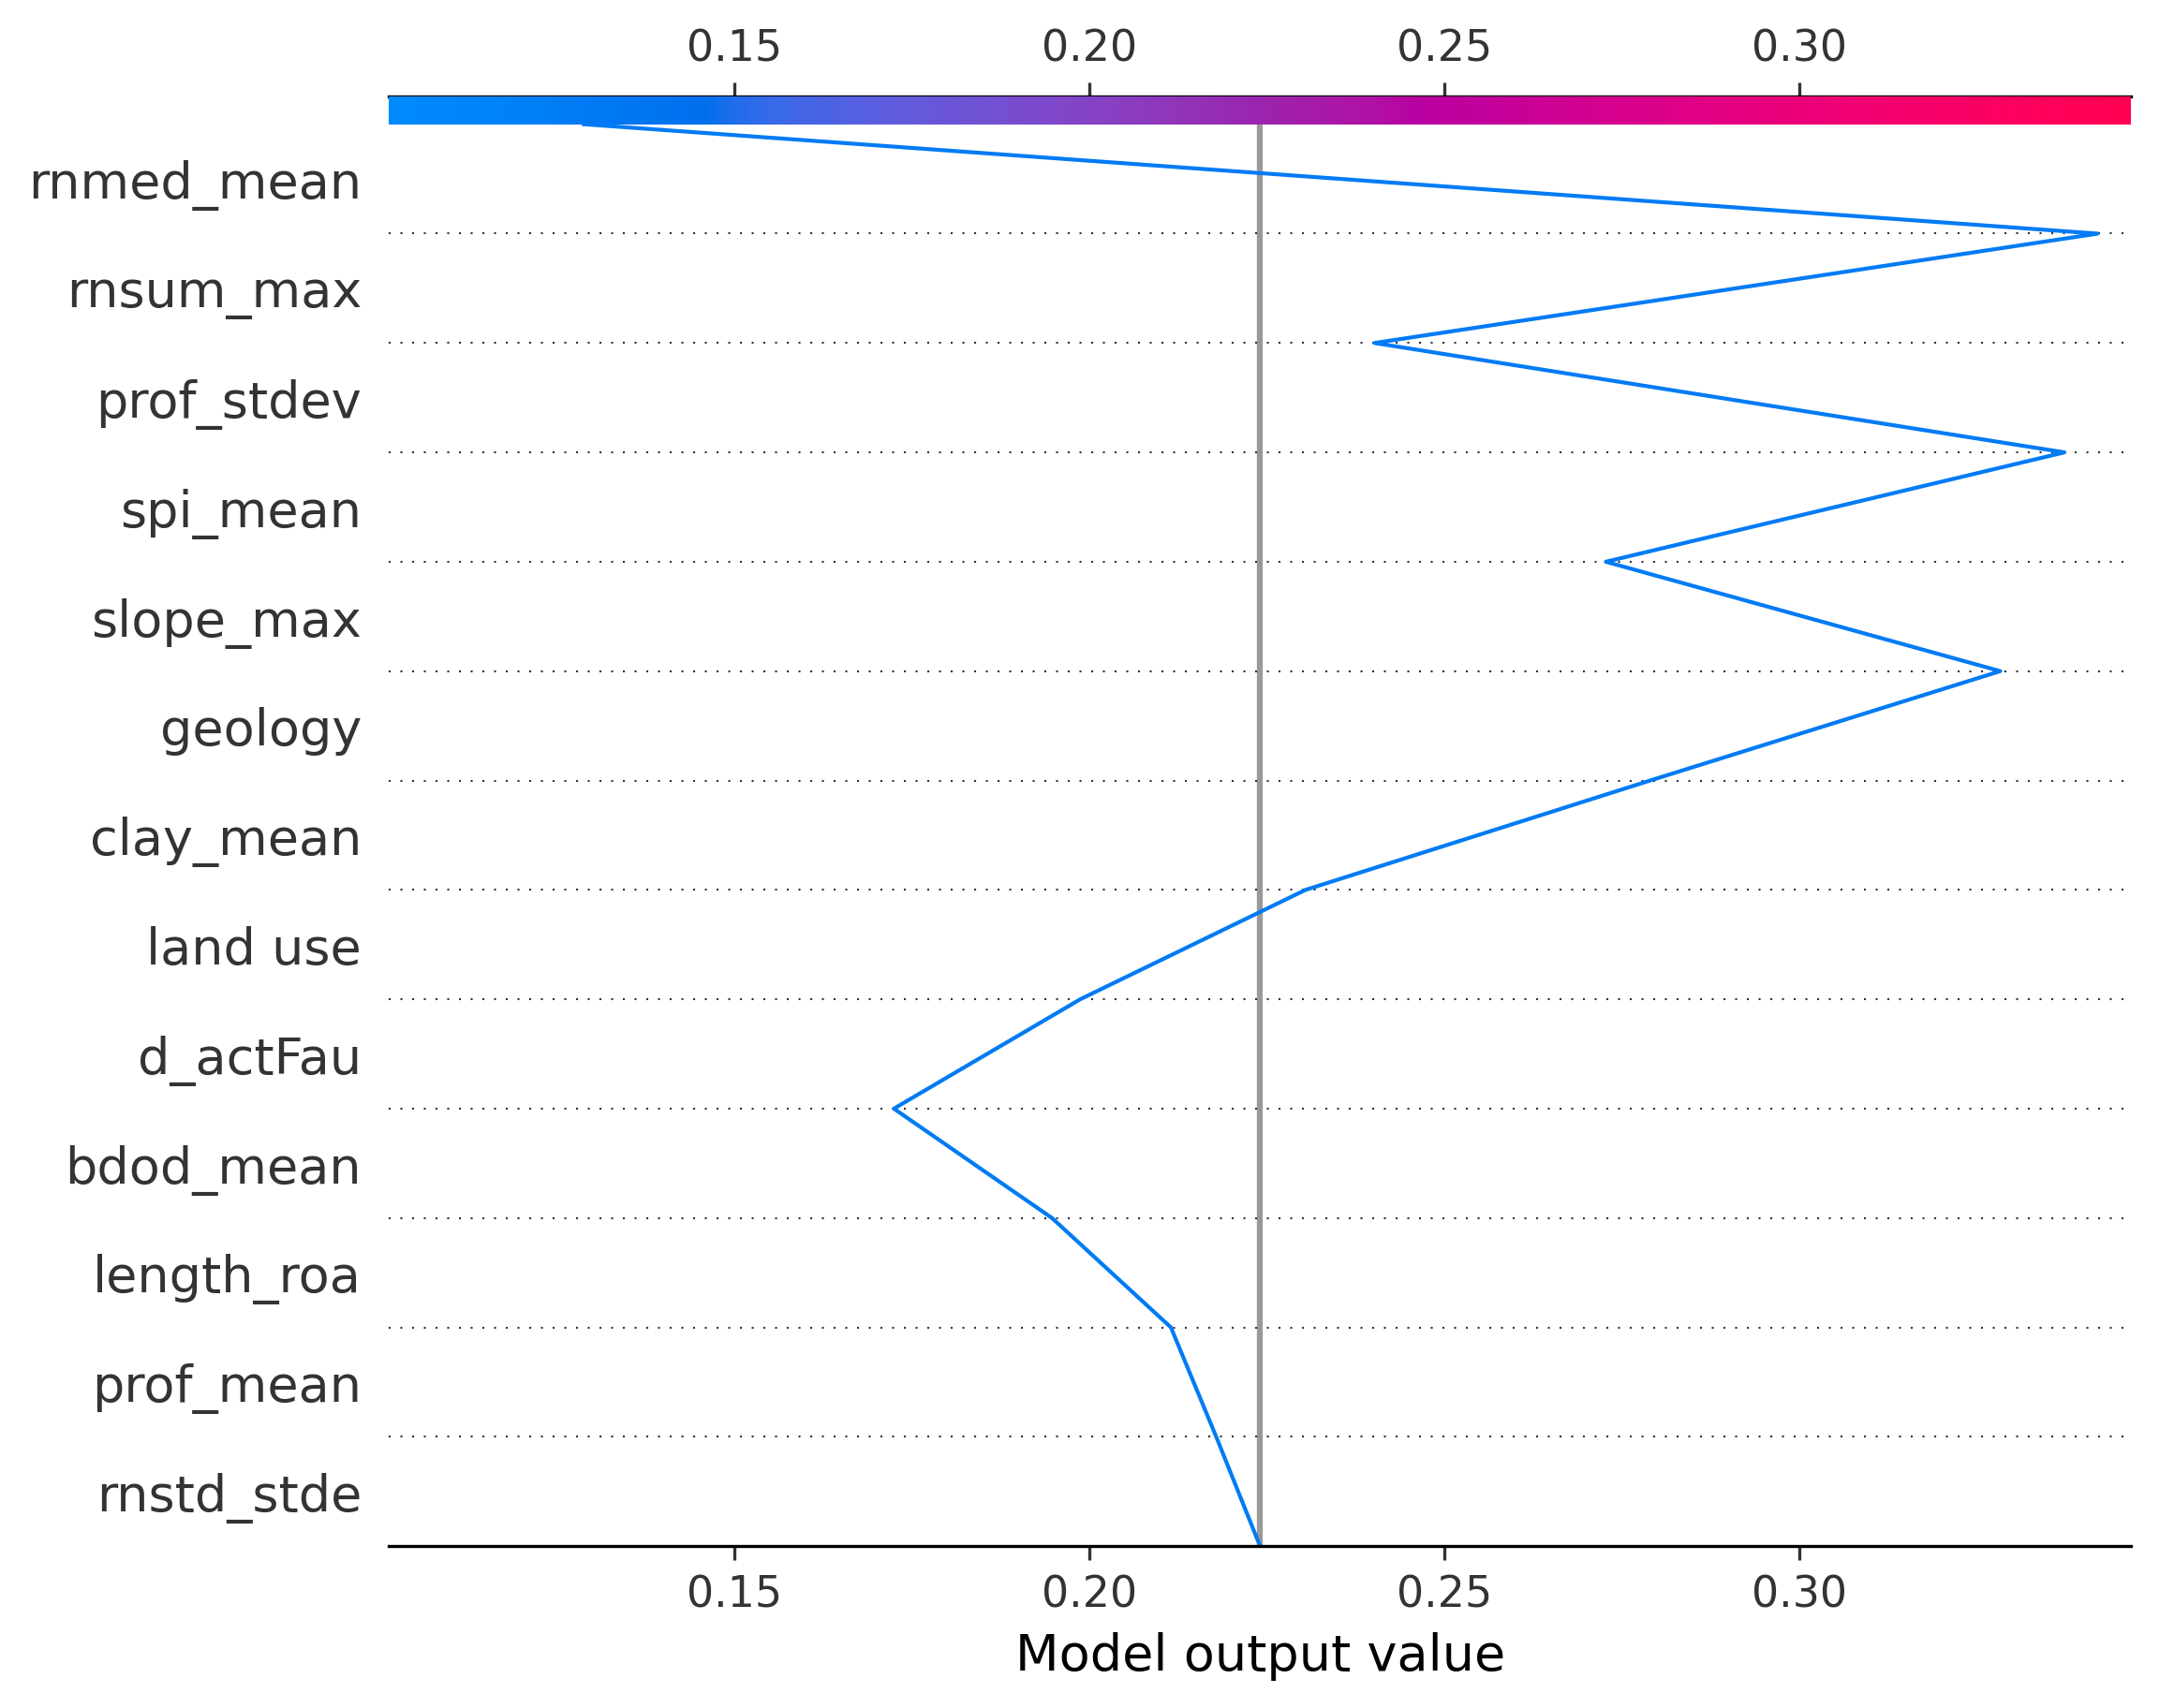 0.15 0.20 0.25 0.30
rnmed_mean
rnsum_max
prof_stdev
spi_mean
slope_max
geology
clay_mean
land use
d_actFau
bdod_mean
length_roa
prof_mean
rnstd_stde
0.15 0.20 0.25 0.30
Model output value